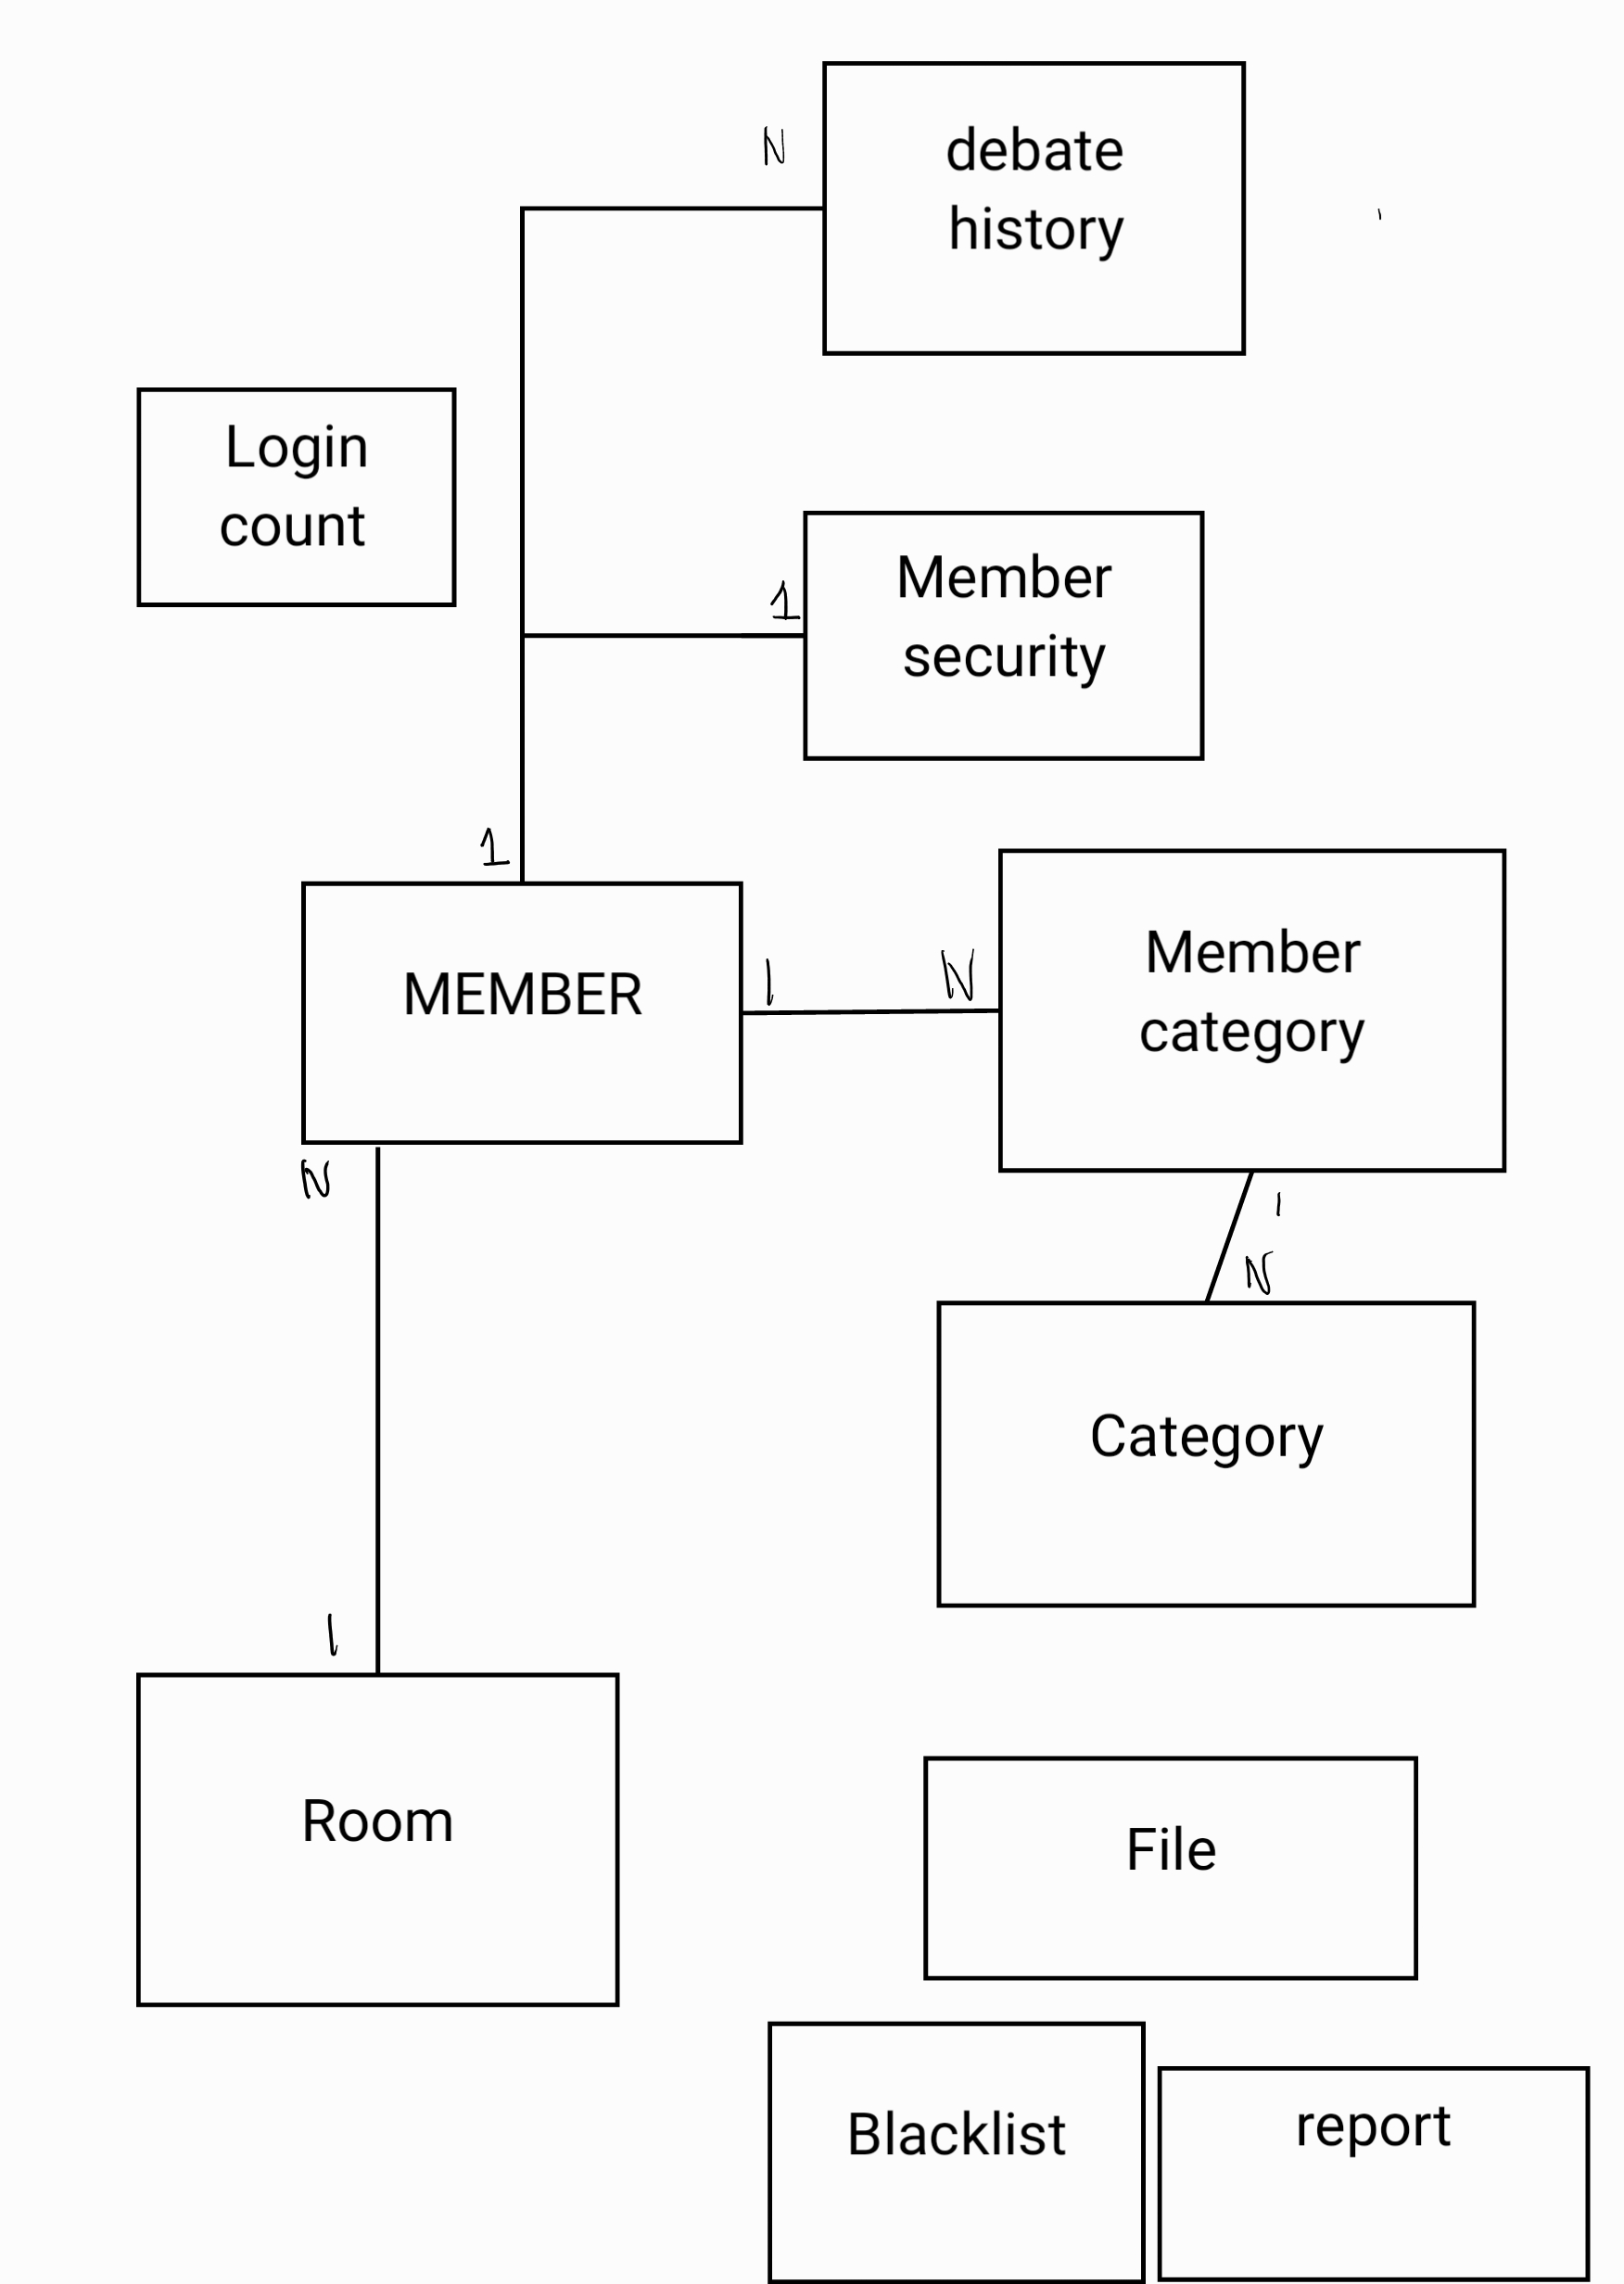 N
debate
history
Login
count
1
Member
security
1
MEMBER
1
N
Member
category
N
1
N
Category
1
Room
File
Blacklist
report